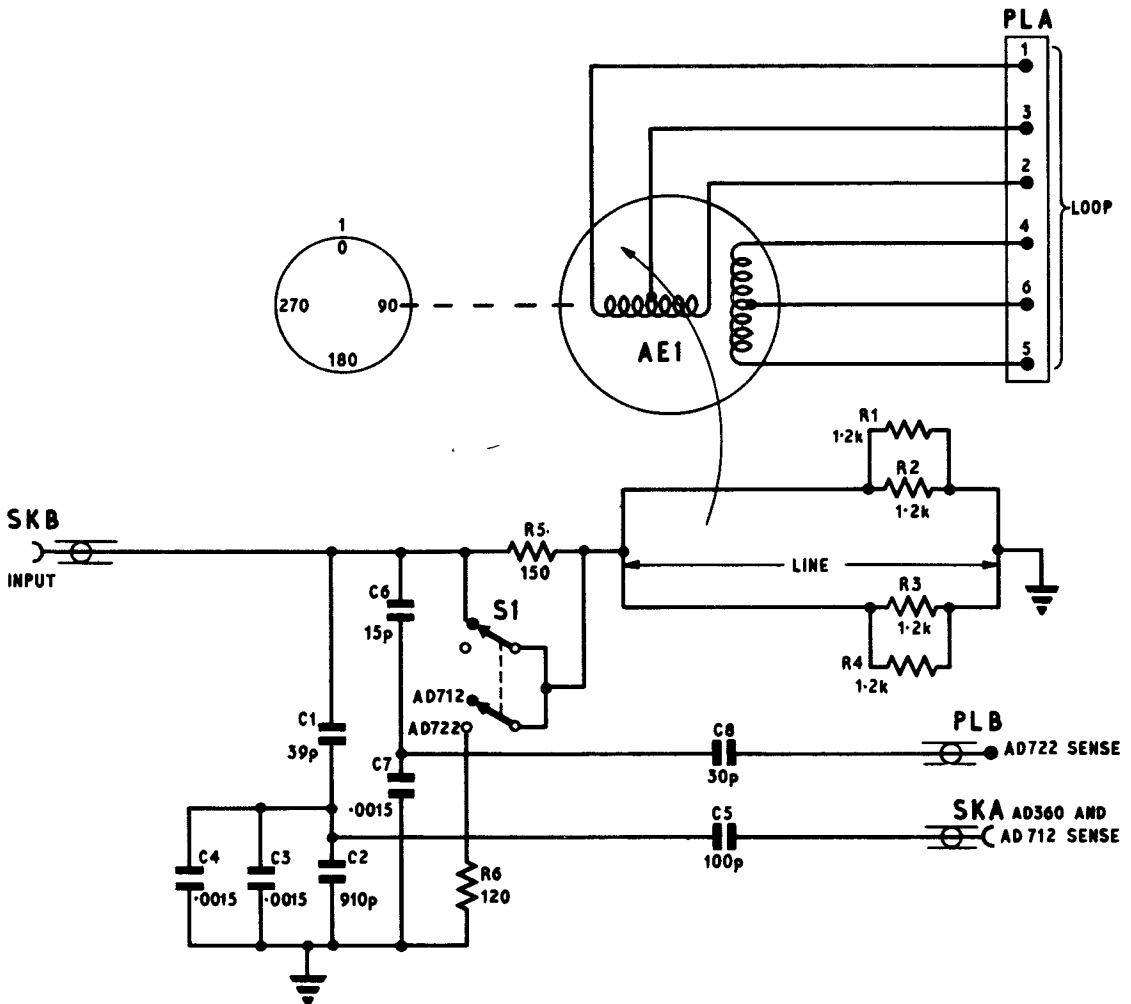 PLA
1
3
2
4
6
5
LOOP
1
0
270
90
180
AE1
R1
1·2k
R2
1·2k
SKB
INPUT
R5·
150
LINE
R3
1·2k
R4
1·2k
C6
15p
S1
AD712
AD722
C1
39p
C7
·0015
C8
30p
PLB
AD722 SENSE
C5
100p
SKA AD360 AND
AD712 SENSE
C4
·0015
C3
·0015
C2
910p
R6
120